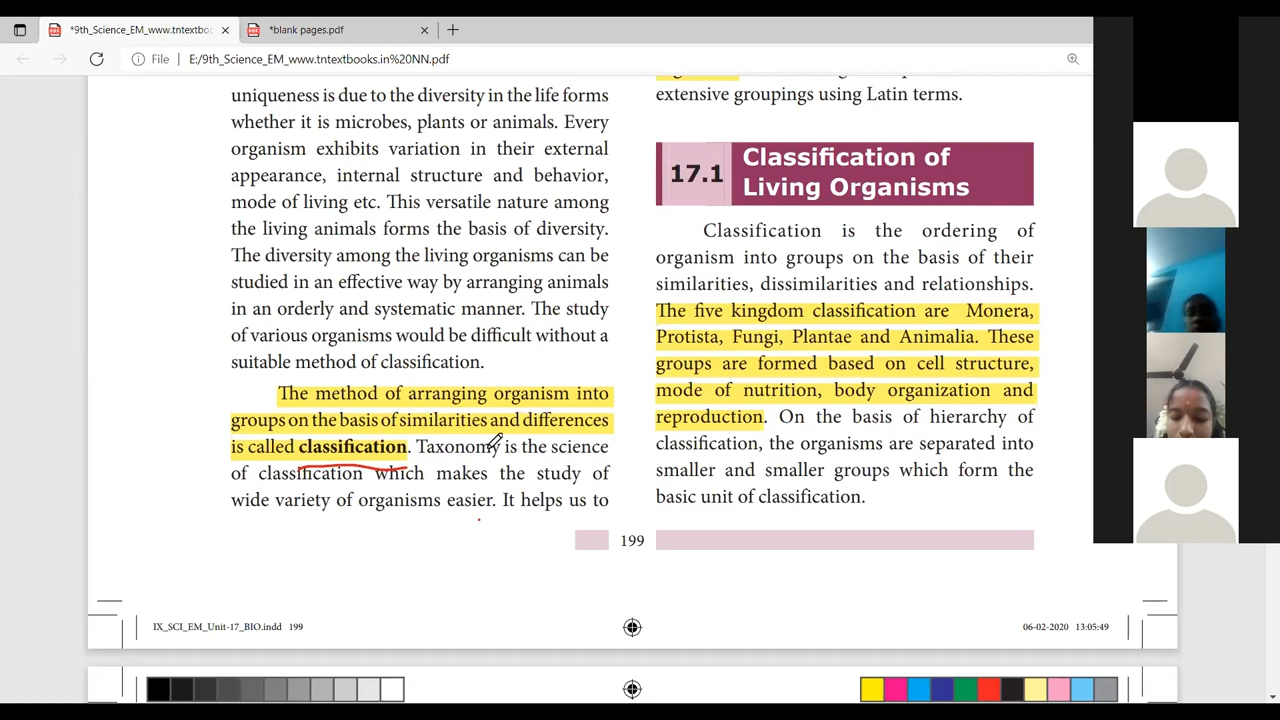 *9th_Science_EM_www.tntextboo
*blank pages.pdf
File
E:/9th_Science_EM_www.tntextbooks.in%20NN.pdf
uniqueness is due to the diversity in the life forms
whether it is microbes, plants or animals. Every
organism exhibits variation in their external
appearance, internal structure and behavior,
mode of living etc. This versatile nature among
the living animals forms the basis of diversity.
The diversity among the living organisms can be
studied in an effective way by arranging animals
in an orderly and systematic manner. The study
of various organisms would be difficult without a
suitable method of classification.
The method of arranging organism into
groups on the basis of similarities and differences
is called classification. Taxonomy is the science
of classification which makes the study of
wide variety of organisms easier. It helps us to
extensive groupings using Latin terms.
17.1
Classification of
Living Organisms
Classification is the ordering of
organism into groups on the basis of their
similarities, dissimilarities and relationships.
The five kingdom classification are Monera,
Protista, Fungi, Plantae and Animalia. These
groups are formed based on cell structure,
mode of nutrition, body organization and
reproduction. On the basis of hierarchy of
classification, the organisms are separated into
smaller and smaller groups which form the
basic unit of classification.
199
IX_SCI_EM_Unit-17_BIO.indd 199
06-02-2020 13:05:49